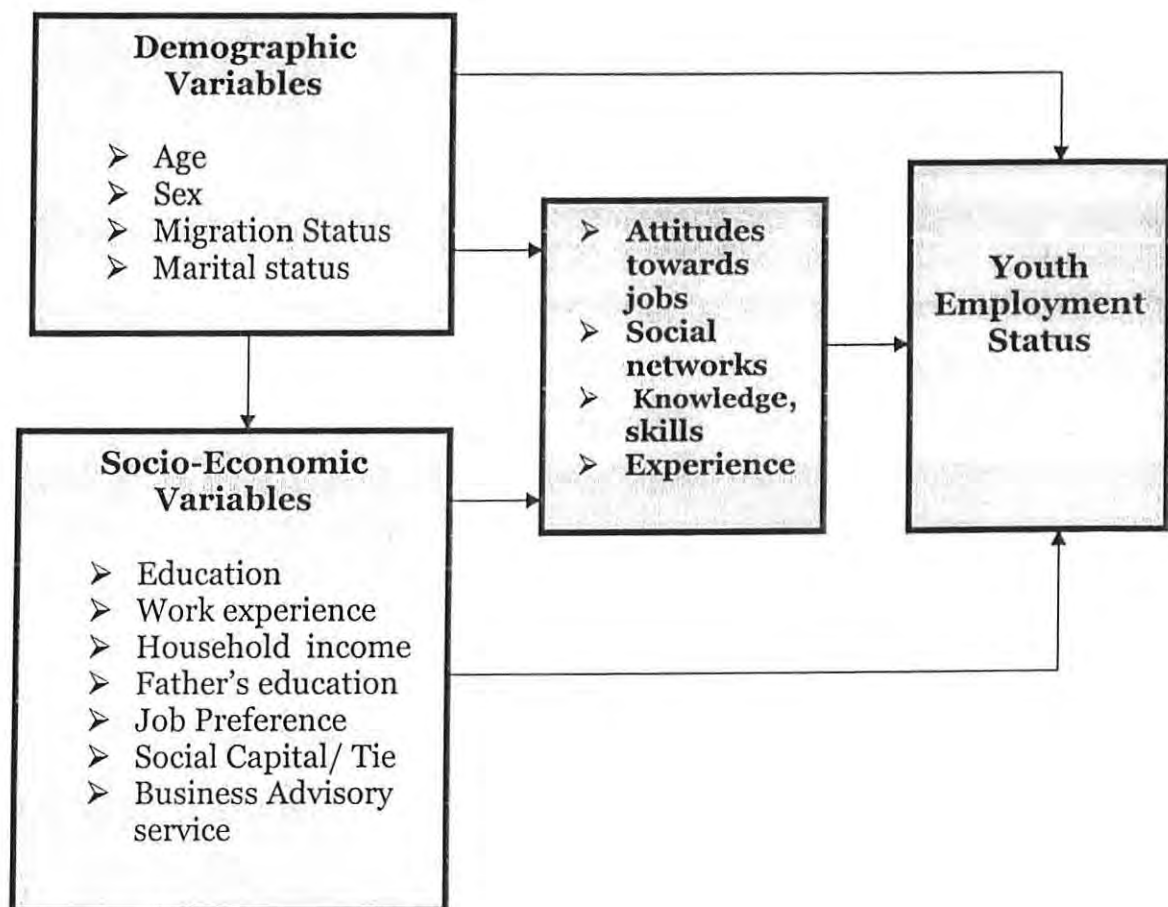 Demographic
Variables
➢ Age
➢ Sex
➢ Migration Status
➢ Marital status
Socio-Economic
Variables
➢ Education
➢ Work experience
➢ Household income
➢ Father's education
➢ Job Preference
➢ Social Capital/ Tie
➢ Business Advisory
service
➢ Attitudes
towards
jobs
➢ Social
networks
➢ Knowledge,
skills
➢ Experience
Youth
Employment
Status